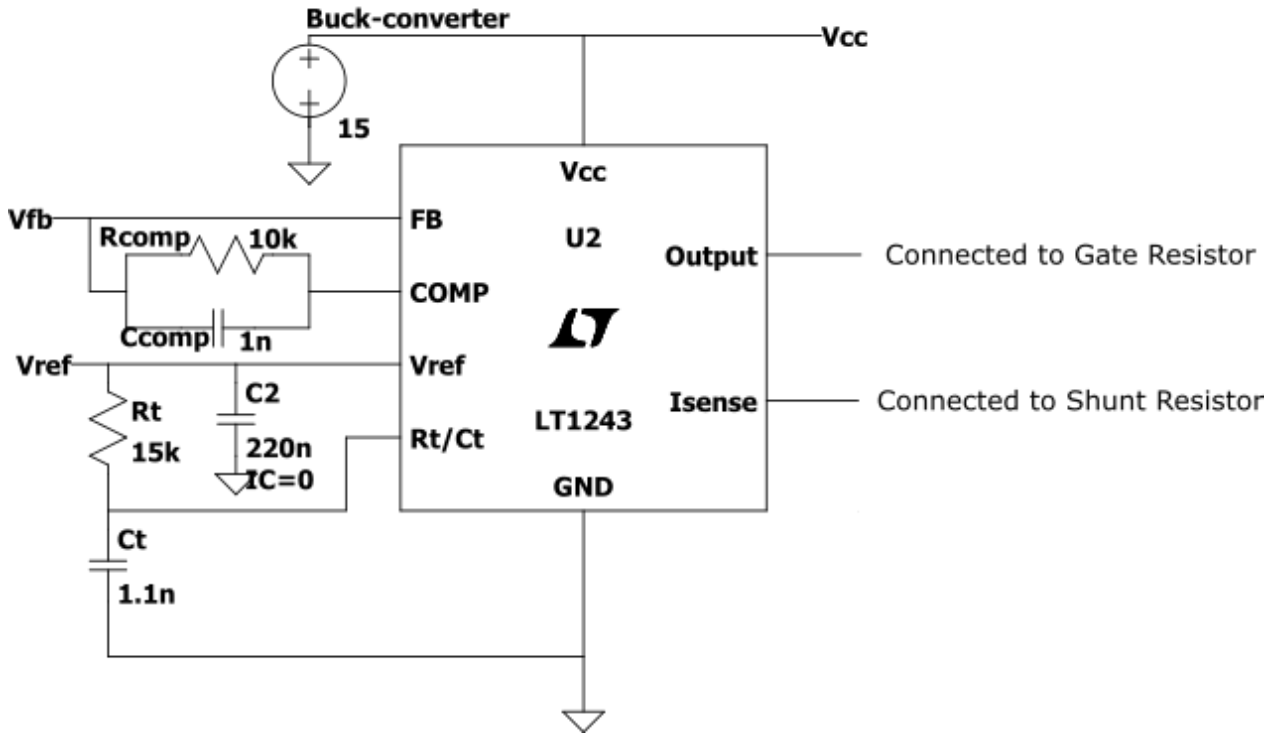 Buck-converter
Vcc
15
Vcc
Vfb
FB
Rcomp
10k
U2
Output
Connected to Gate Resistor
COMP
Ccomp
1n
Vref
Vref
Rt
C2
Isense
Connected to Shunt Resistor
15k
220n
Rt/Ct
LT1243
IC=0
GND
Ct
1.1n